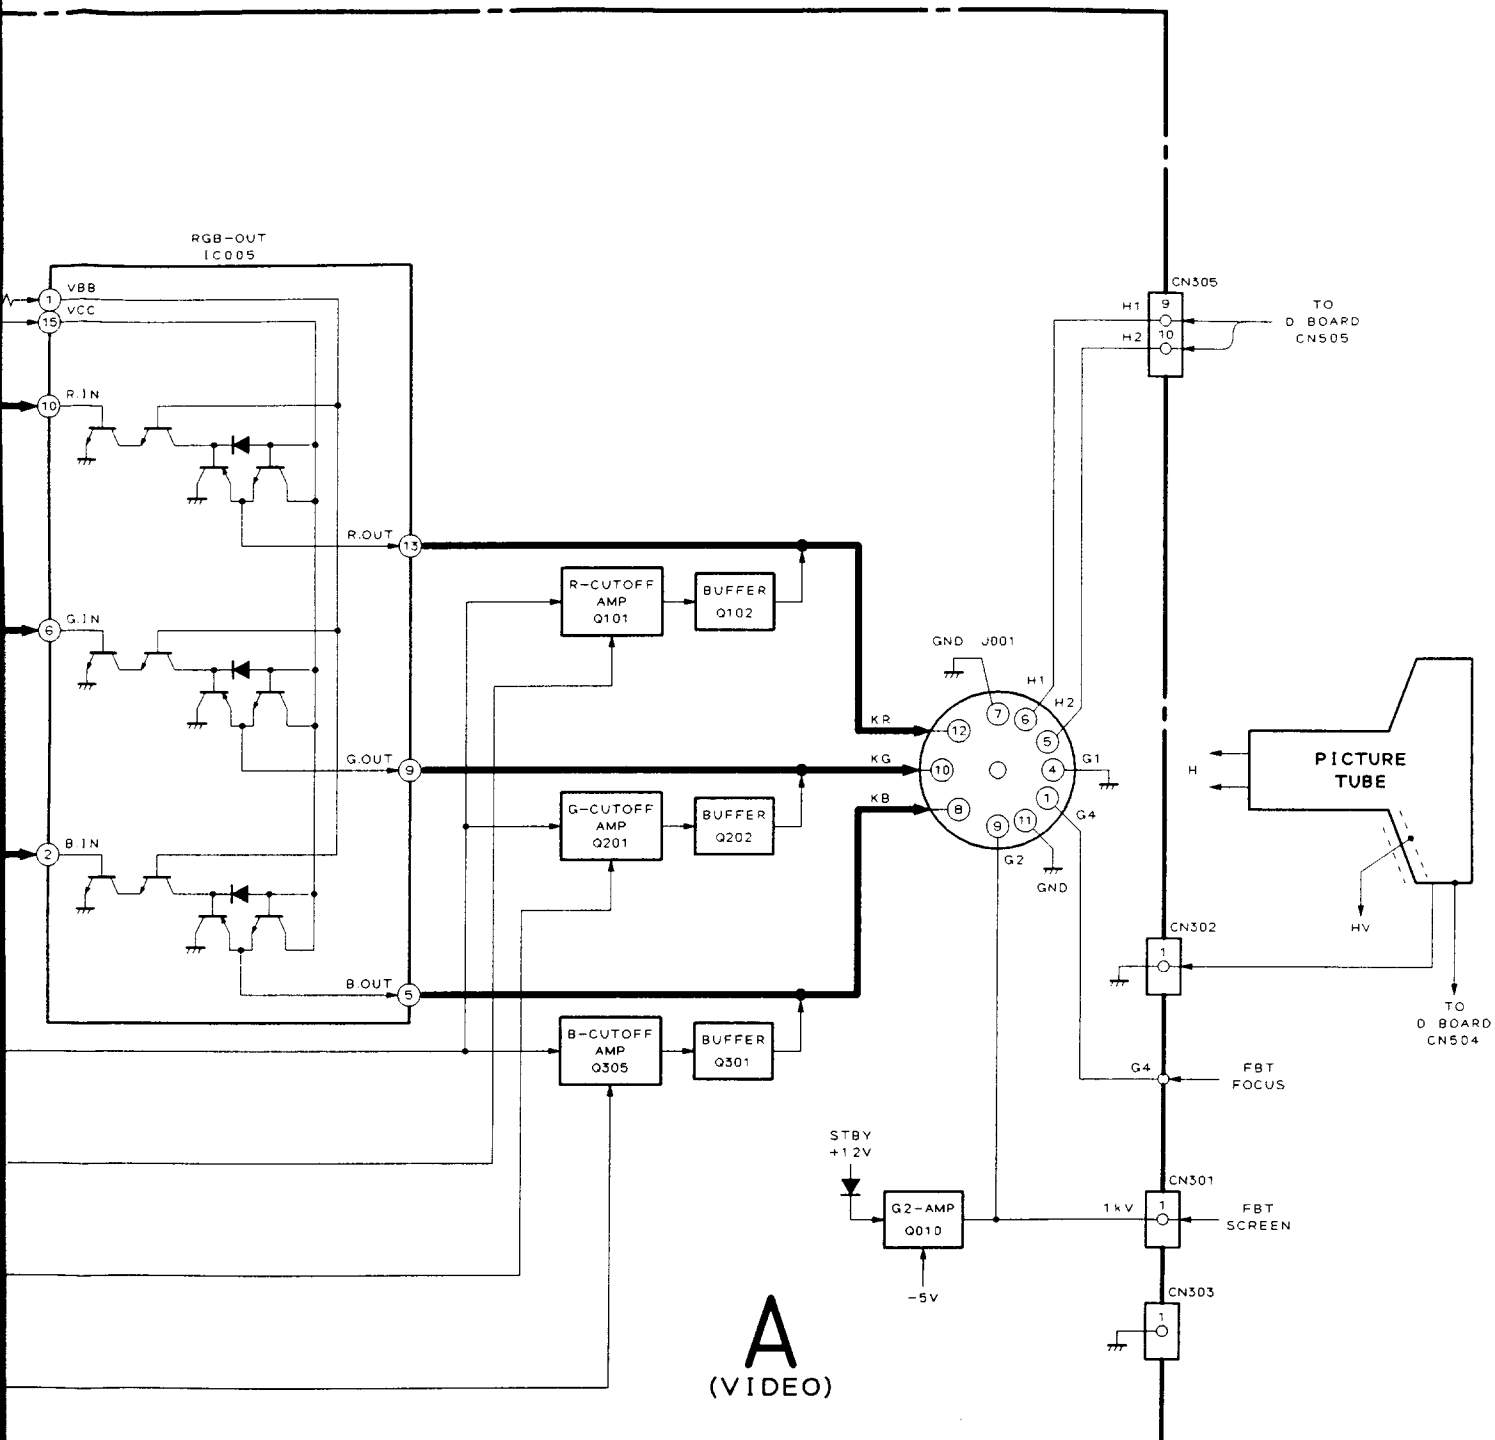 RGB-OUT
IC005
1
VBB
15
VCC
10
R.IN
R.OUT
13
6
G.IN
G.OUT
9
2
B.IN
B.OUT
5
R-CUTOFF
AMP
Q101
BUFFER
Q102
G-CUTOFF
AMP
Q201
BUFFER
Q202
B-CUTOFF
AMP
Q305
BUFFER
Q301
KR
KG
KB
GND J001
H1
H2
G1
G4
G2
GND
7
6
5
4
1
11
9
8
10
12
CN305
H1
9
H2
10
TO
D BOARD
CN505
H
PICTURE
TUBE
HV
TO
D BOARD
CN504
CN302
1
G4
FBT
FOCUS
STBY
+12V
G2-AMP
Q010
-5V
1kV
CN301
1
FBT
SCREEN
CN303
1
A
(VIDEO)